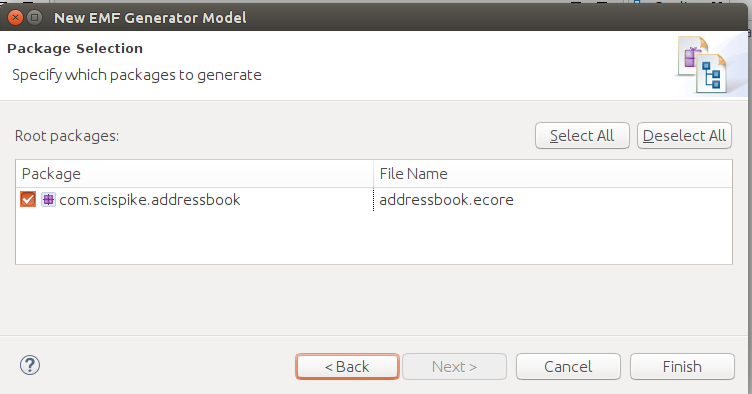 New EMF Generator Model
Package Selection
Specify which packages to generate
Root packages:
Select All
Deselect All
Package
File Name
com.scispike.addressbook
addressbook.ecore
< Back
Next >
Cancel
Finish